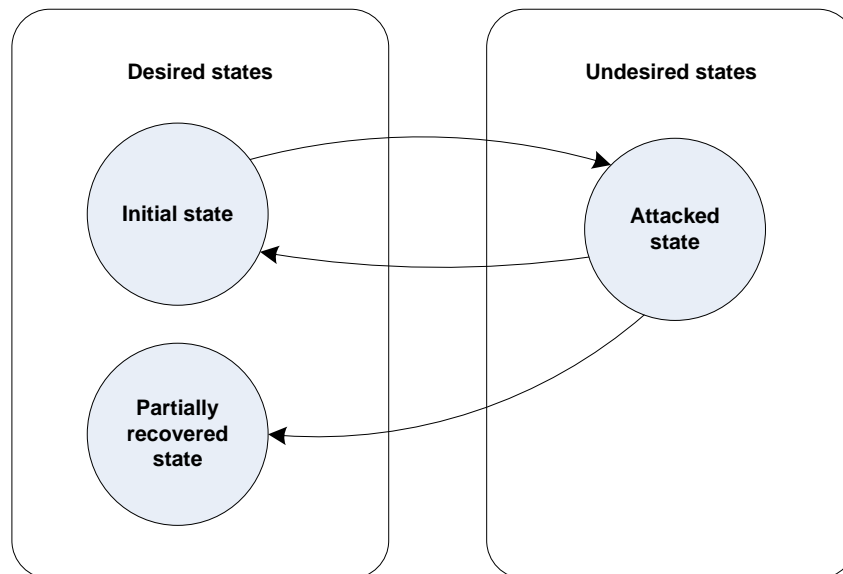 Desired states
Undesired states
Initial state
Attacked
state
Partially
recovered
state